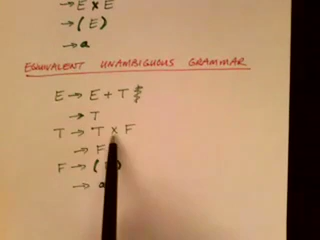 → E × E
→ (E)
→ a
EQUIVALENT UNAMBIGUOUS GRAMMAR
E → E + T
→ T
T → T × F
→ F
F → (
→ a